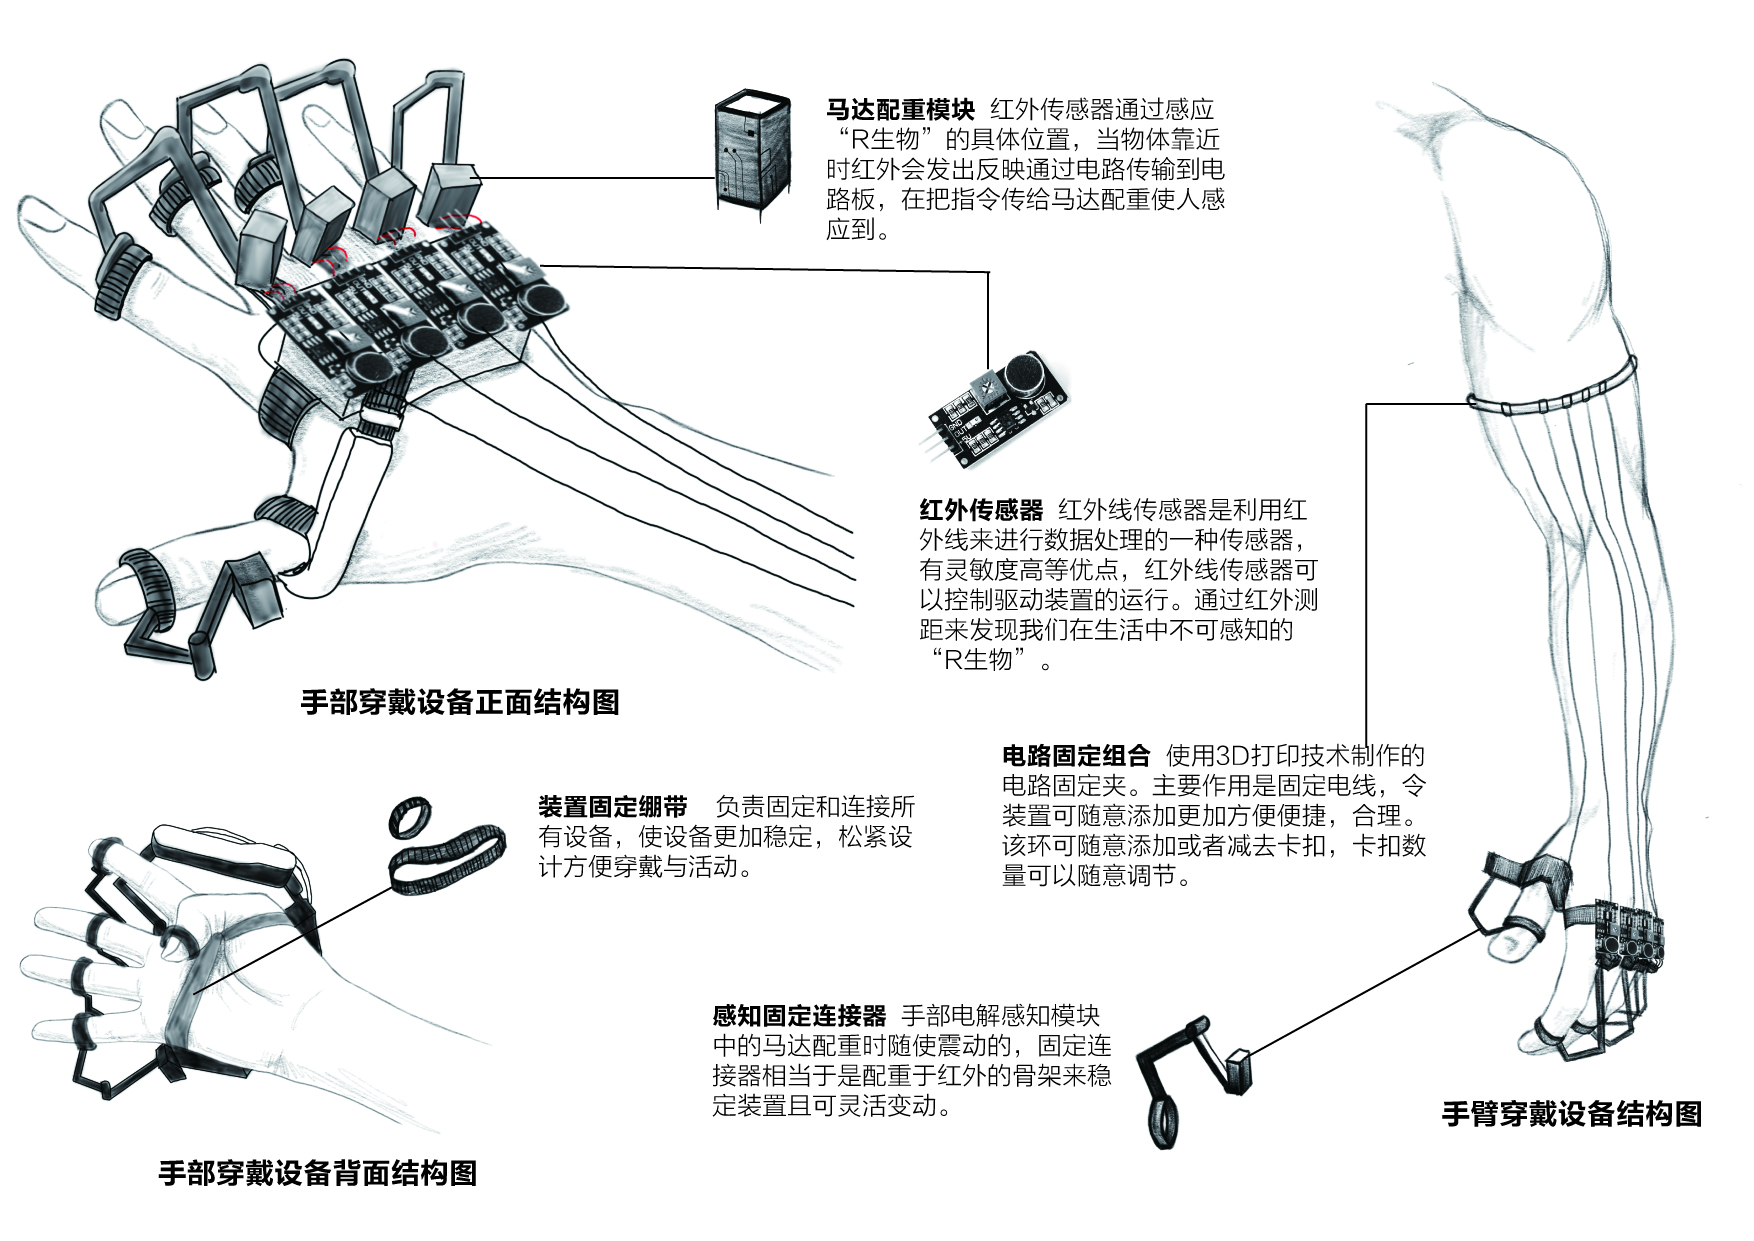 马达配重模块 红外传感器通过感应
“R生物”的具体位置，当物体靠近
时红外会发出反映通过电路传输到电
路板，在把指令传给马达配重使人感
应到。
GND
OUT
5V
红外传感器 红外线传感器是利用红
外线来进行数据处理的一种传感器，
有灵敏度高等优点，红外线传感器可
以控制驱动装置的运行。通过红外测
距来发现我们在生活中不可感知的
“R生物”。
手部穿戴设备正面结构图
电路固定组合 使用3D打印技术制作的
电路固定夹。主要作用是固定电线，令
装置可随意添加更加方便便捷，合理。
该环可随意添加或者减去卡扣，卡扣数
量可以随意调节。
装置固定绷带 负责固定和连接所
有设备，使设备更加稳定，松紧设
计方便穿戴与活动。
感知固定连接器 手部电解感知模块
中的马达配重时随使震动的，固定连
接器相当于是配重于红外的骨架来稳
定装置且可灵活变动。
手臂穿戴设备结构图
手部穿戴设备背面结构图